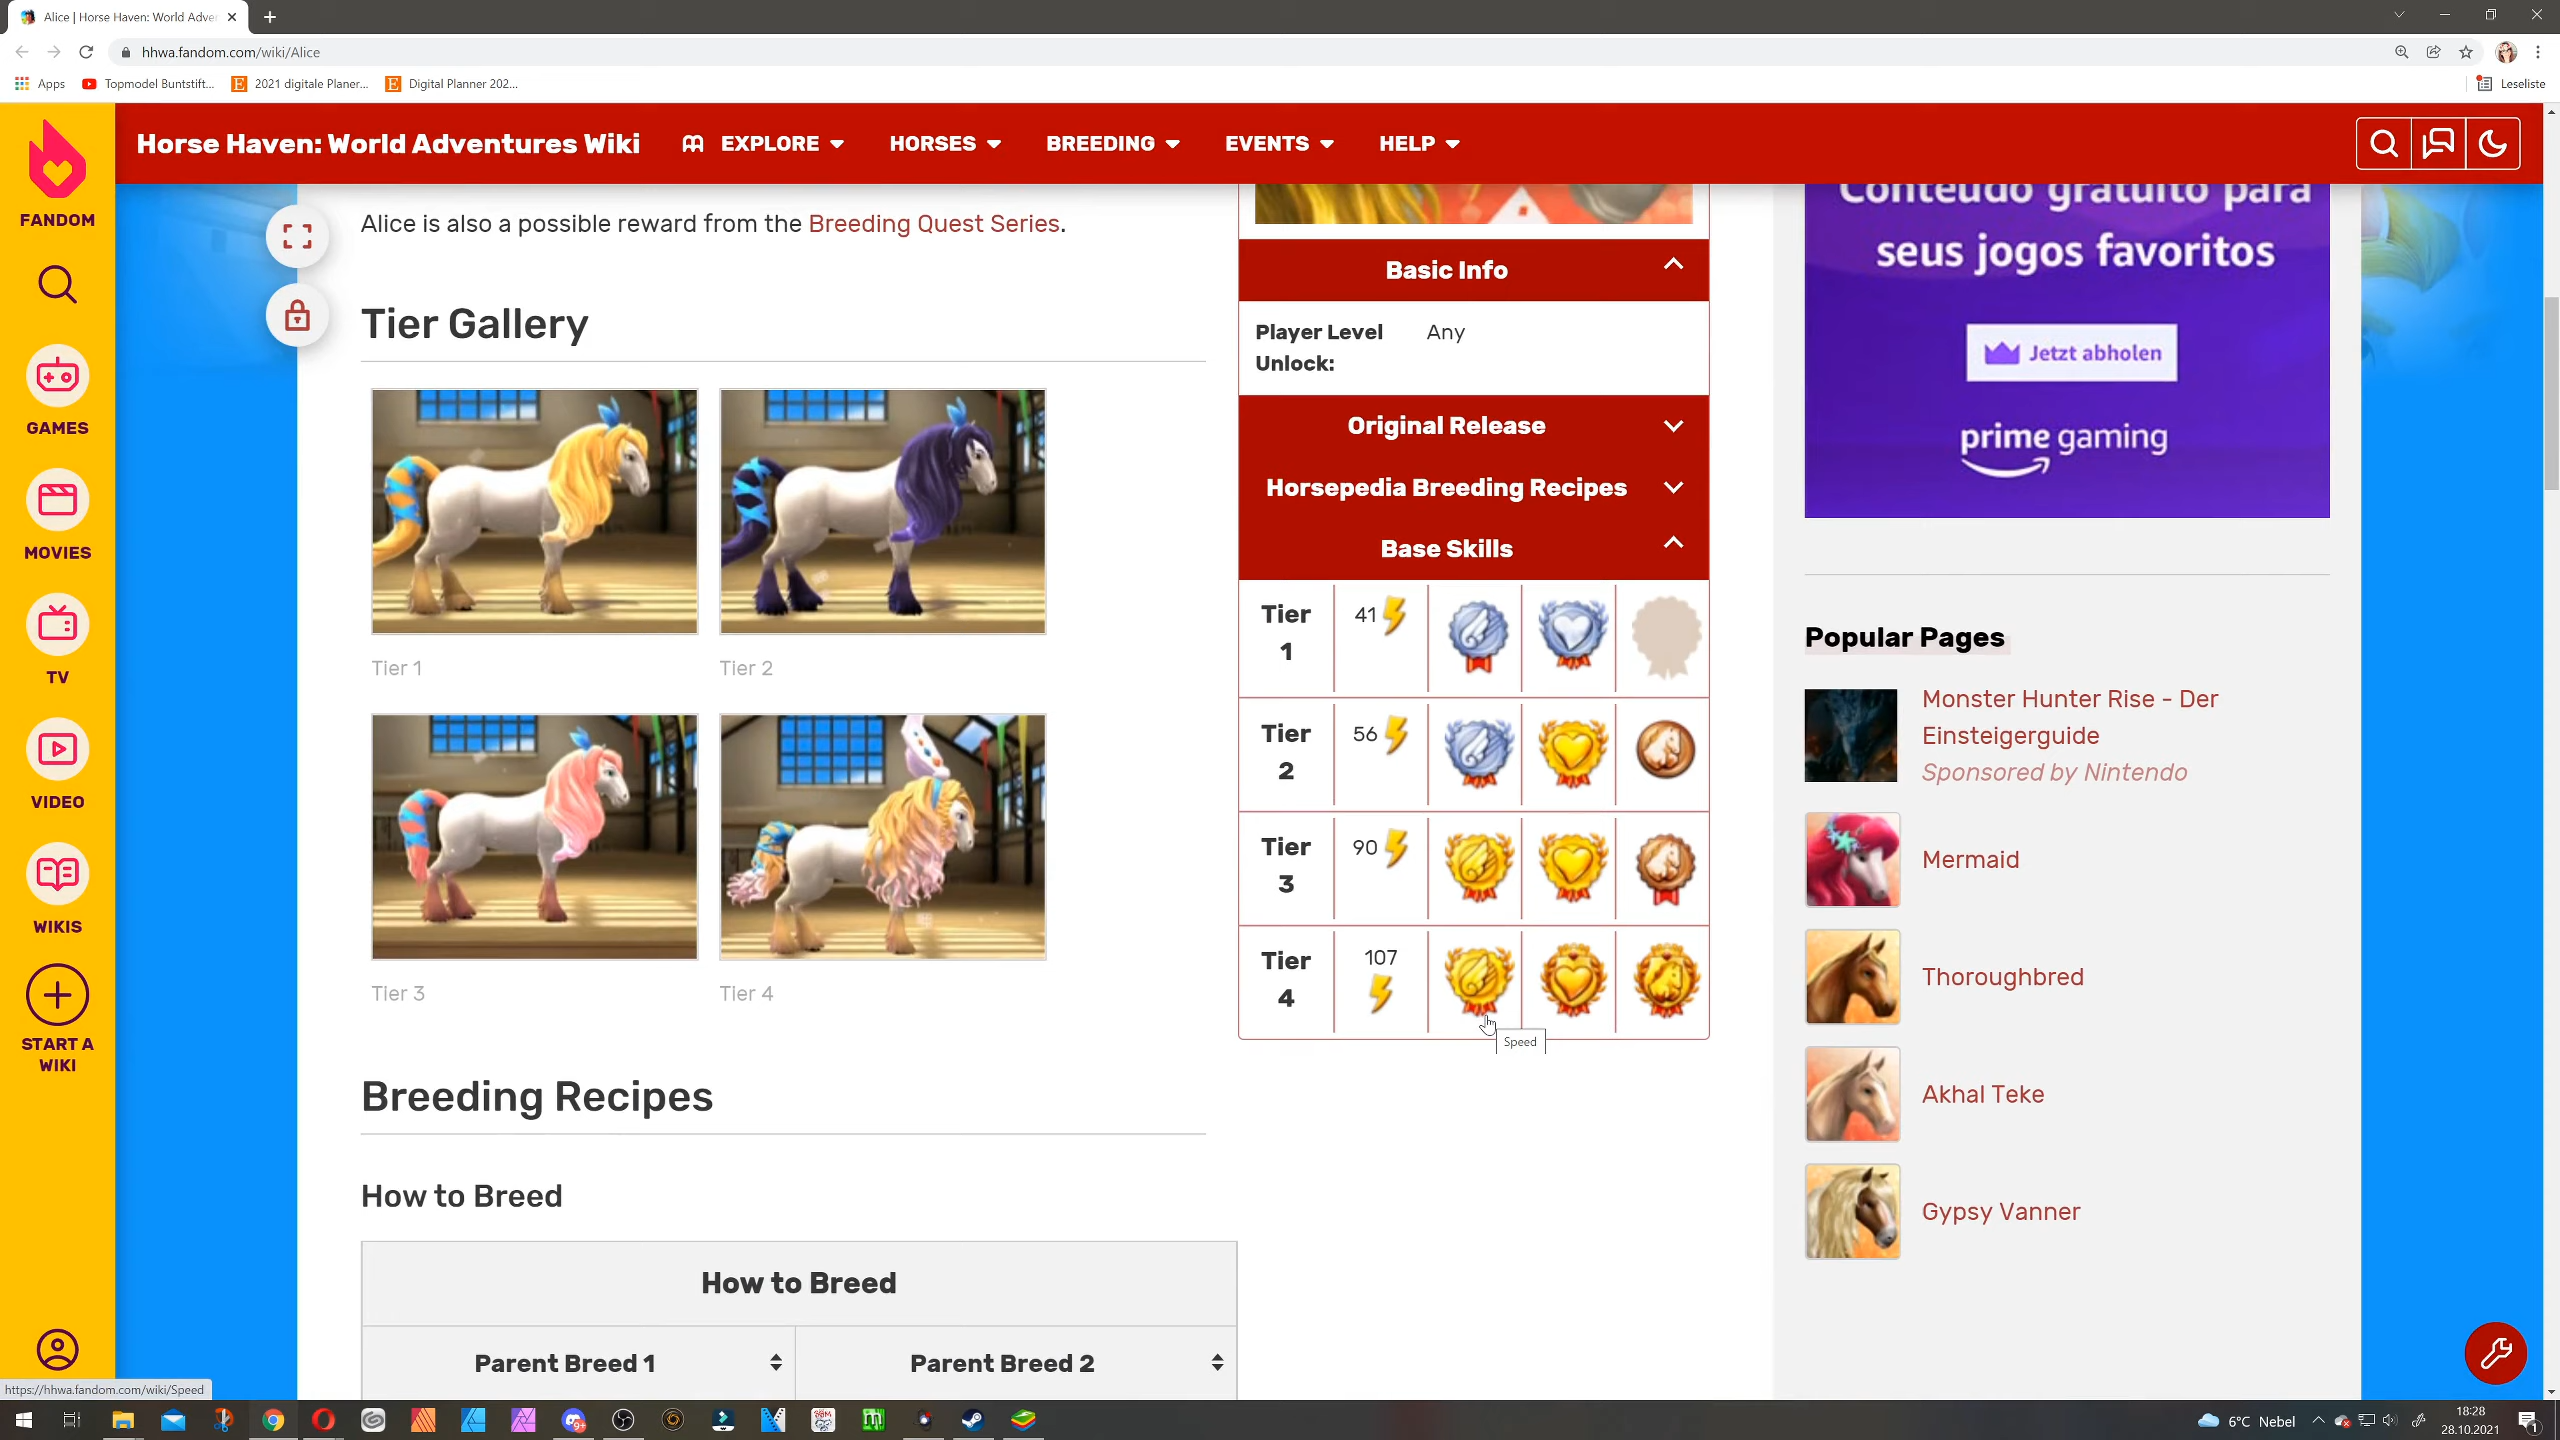 Alice | Horse Haven: World Adve
hhwa.fandom.com/wiki/Alice
Apps
Topmodel Buntstift...
2021 digitale Planer...
Digital Planner 202...
Leseliste
FANDOM
GAMES
MOVIES
TV
VIDEO
WIKIS
START A
WIKI
Horse Haven: World Adventures Wiki
EXPLORE
HORSES
BREEDING
EVENTS
HELP
Alice is also a possible reward from the Breeding Quest Series.
Tier Gallery
Tier 1
Tier 2
Tier 3
Tier 4
Breeding Recipes
How to Breed
How to Breed
Parent Breed 1
Parent Breed 2
Basic Info
Player Level
Unlock:
Any
Original Release
Horsepedia Breeding Recipes
Base Skills
Tier
1
41
Tier
2
56
Tier
3
90
Tier
4
107
Speed
Conteúdo gratuito para
seus jogos favoritos
Jetzt abholen
prime gaming
Popular Pages
Monster Hunter Rise - Der
Einsteigerguide
Sponsored by Nintendo
Mermaid
Thoroughbred
Akhal Teke
Gypsy Vanner
https://hhwa.fandom.com/wiki/Speed
6°C Nebel
18:28
28.10.2021